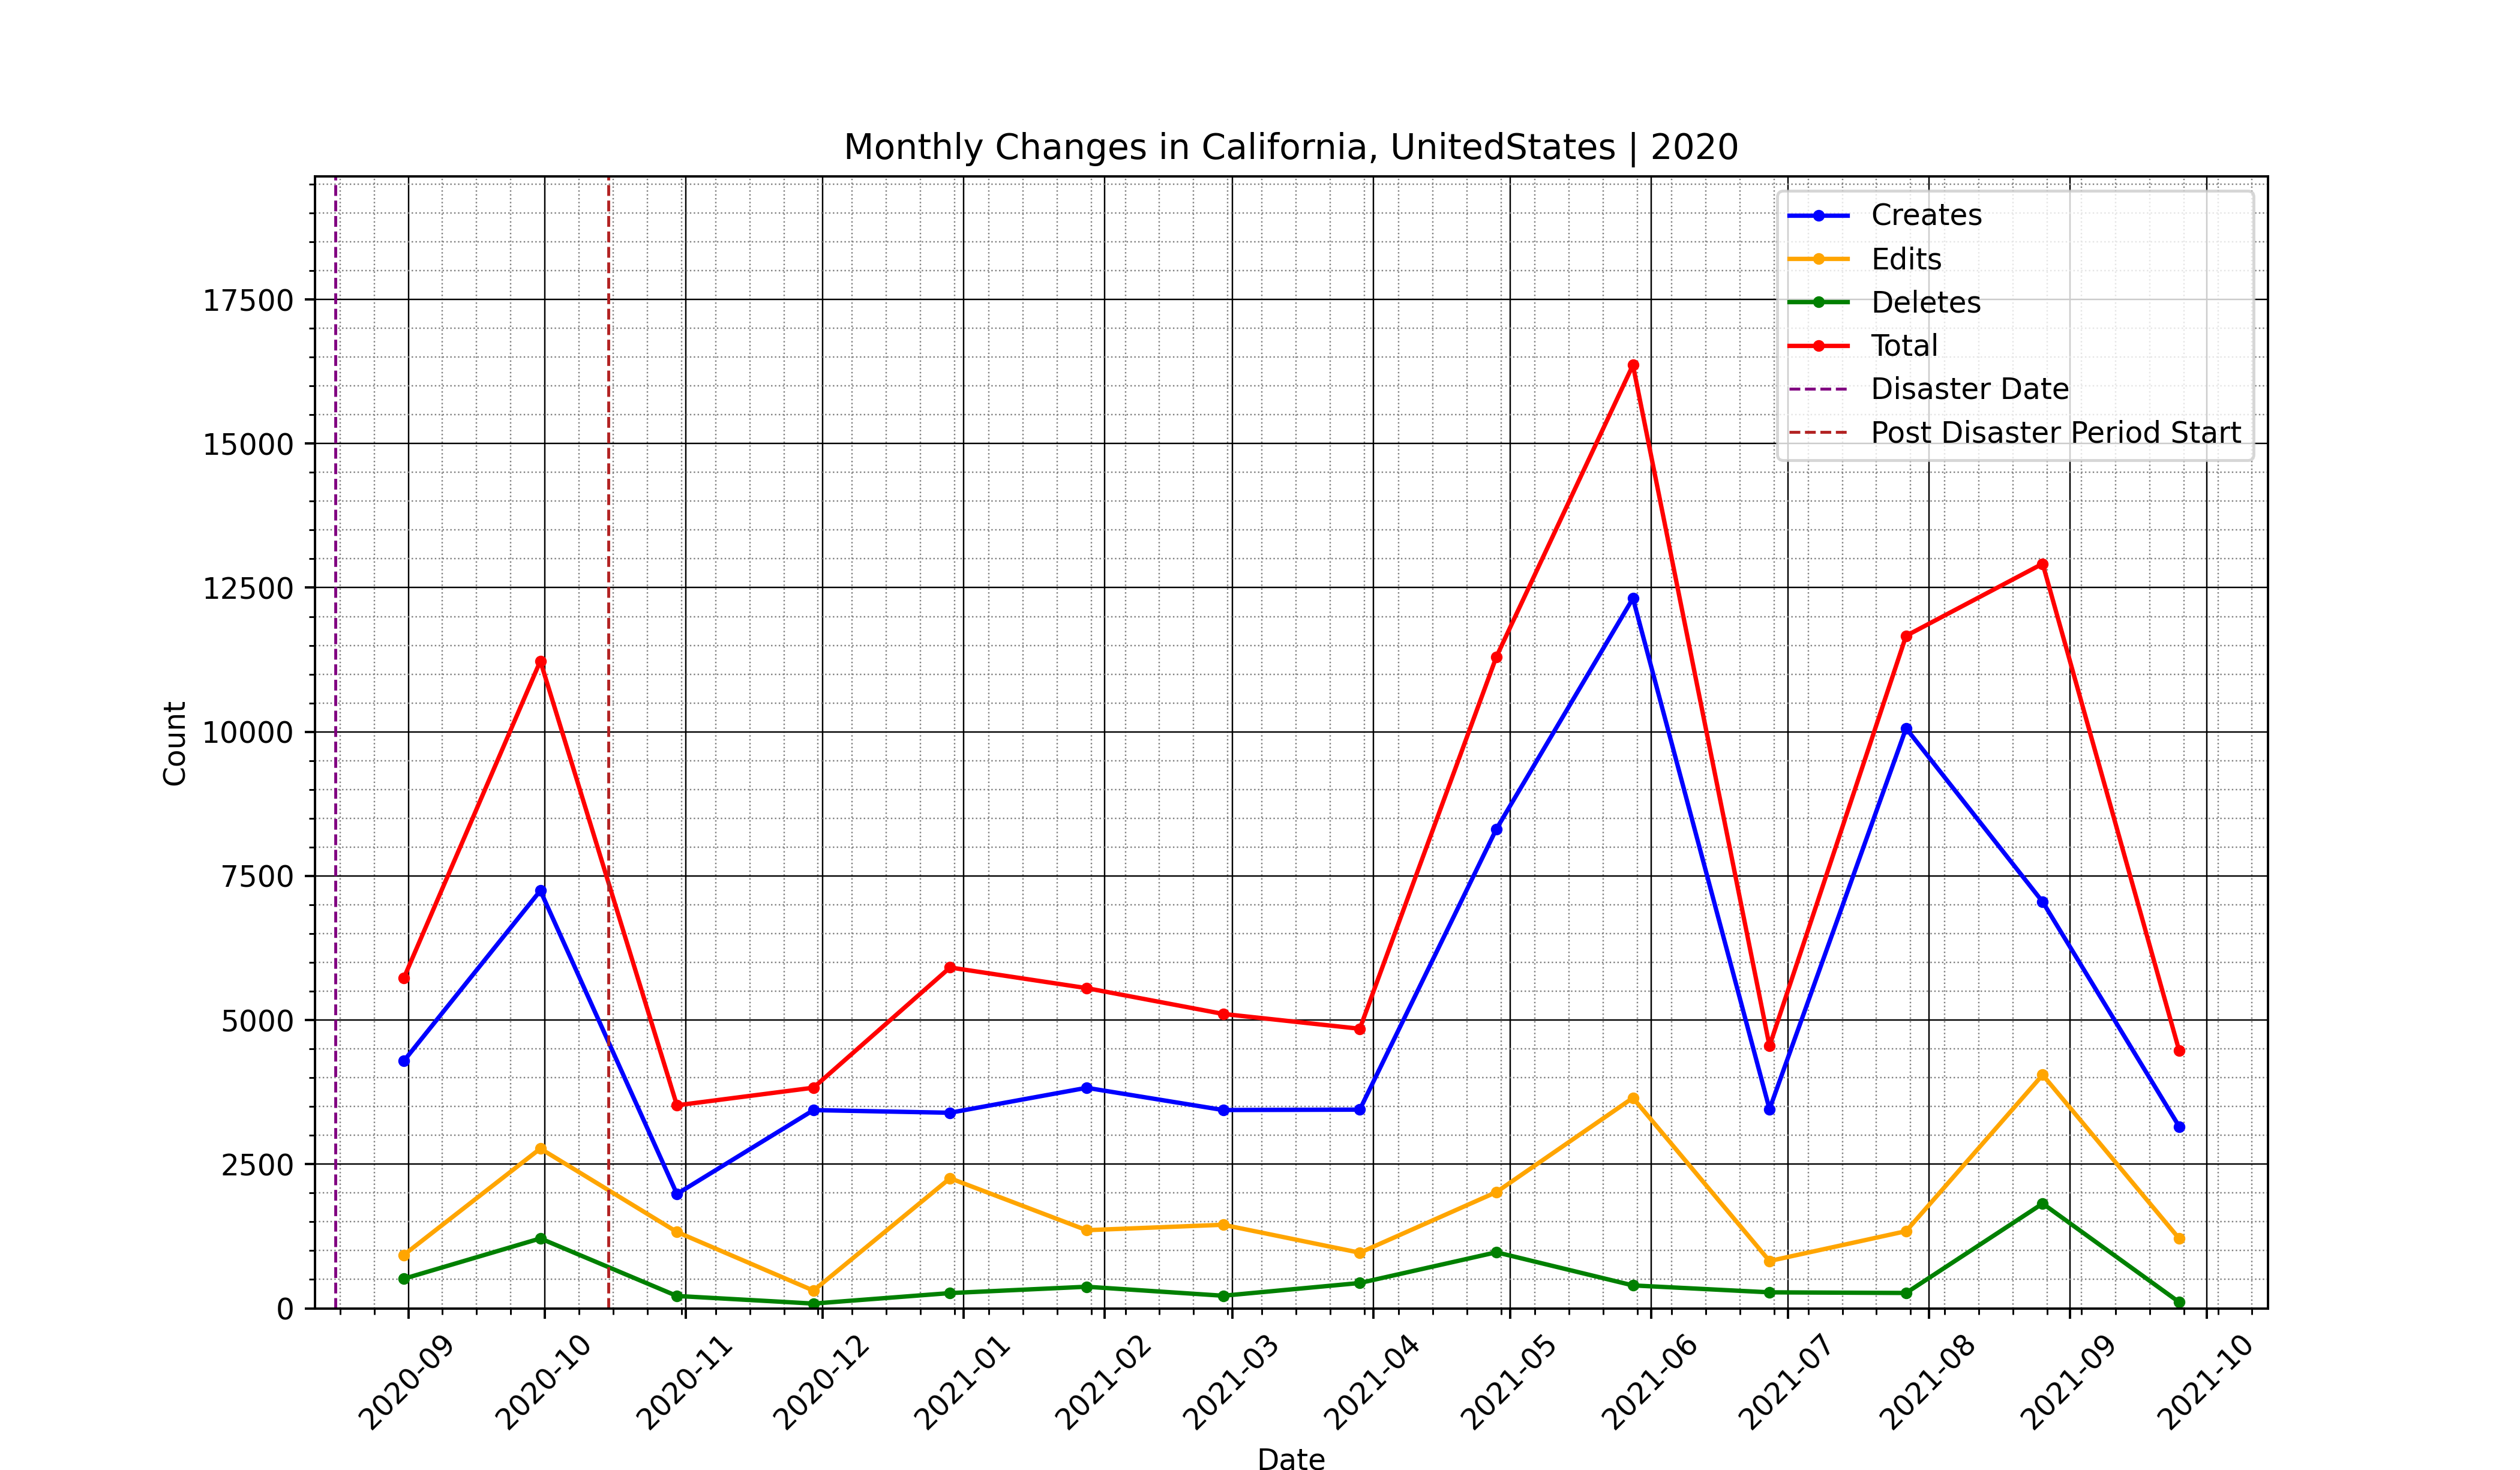 Monthly Changes in California, UnitedStates | 2020
Creates
Edits
Deletes
Total
Disaster Date
Post Disaster Period Start
17500
15000
12500
10000
7500
5000
2500
0
Count
2020-09
2020-10
2020-11
2020-12
2021-01
2021-02
2021-03
2021-04
2021-05
2021-06
2021-07
2021-08
2021-09
2021-10
Date